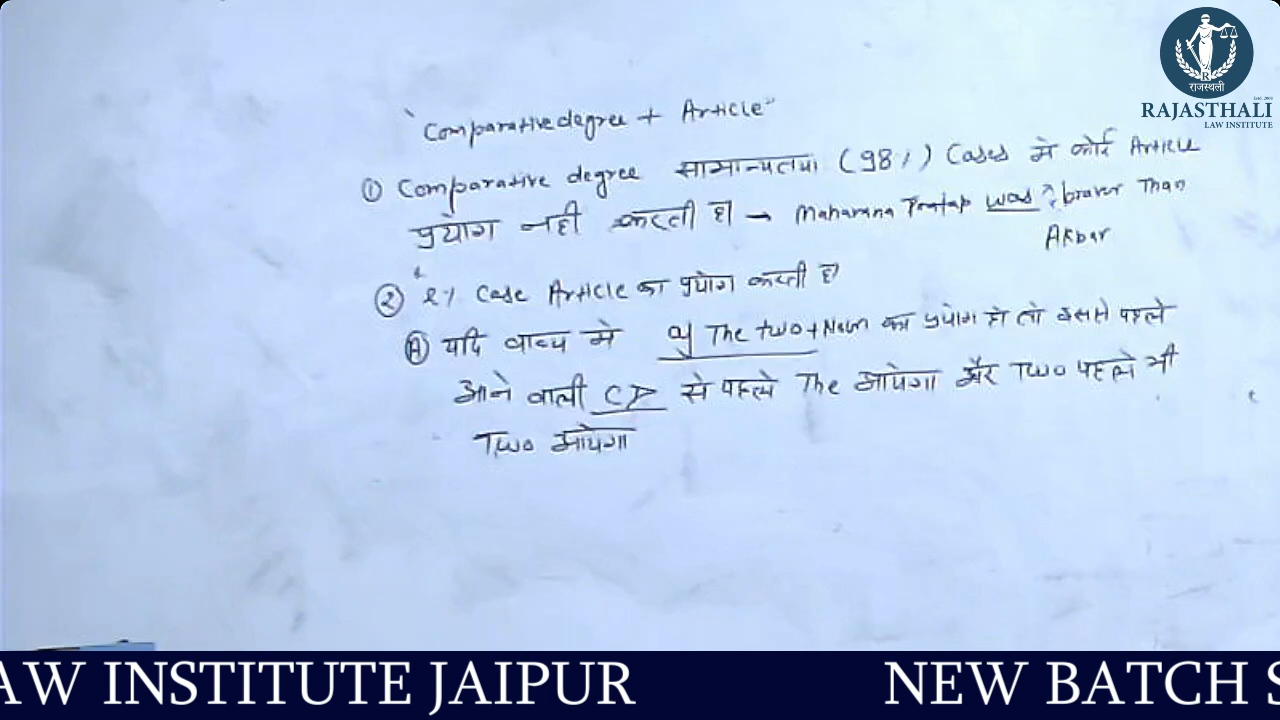 राजस्थली
RAJASTHALI
LAW INSTITUTE
"Comparative degree + Article"
① Comparative degree सामान्यतया (98%) Cases मे कोई Article
प्रयोग नही करती है → Maharana Pratap was × braver Than
Akbar
② 2% Case Article का प्रयोग करती है
Ⓐ यदि वाक्य मे of The two + Noun का प्रयोग हो तो उससे पहले
आने वाली CD से पहले The आयेगा और Two पहले भी
Two आयेगा
AW INSTITUTE JAIPUR NEW BATCH S